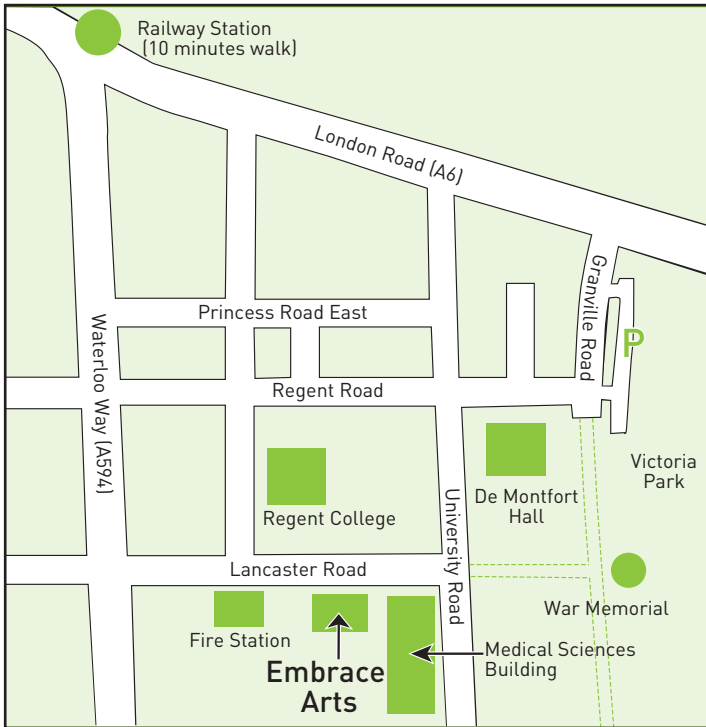 Railway Station
(10 minutes walk)
London Road (A6)
Granville Road
Princess Road East
P
Waterloo Way (A594)
Regent Road
Victoria
Park
De Montfort
Hall
Regent College
University Road
Lancaster Road
War Memorial
Fire Station
Medical Sciences
Building
Embrace
Arts